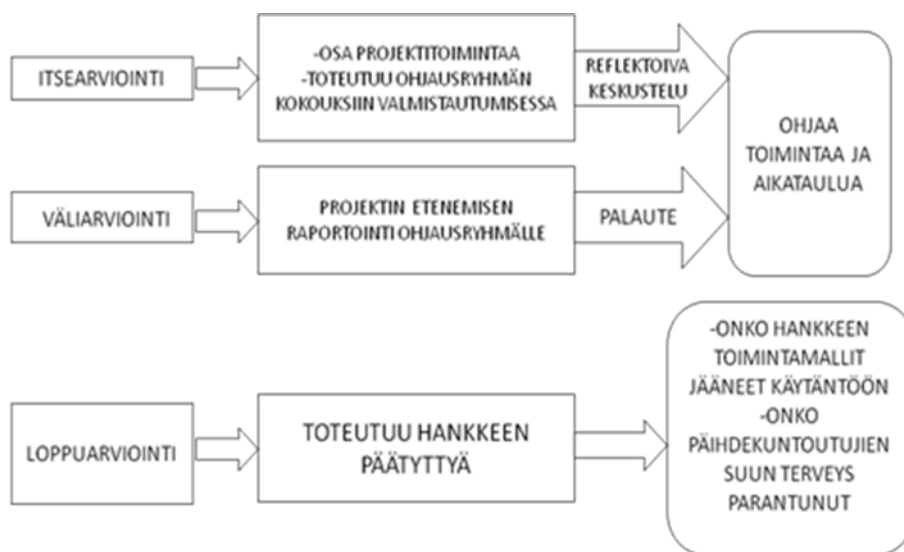 ITSEARVIOINTI
-OSA PROJEKTITOIMINTAA
-TOTEUTUU OHJAUSRYHMÄN
KOKOUKSIIN VALMISTAUTUMISESSA
REFLEKTOIVA
KESKUSTELU
OHJAA
TOIMINTAA JA
AIKATAULUA
VÄLIARVIOINTI
PROJEKTIN ETENEMISEN
RAPORTOINTI OHJAUSRYHMÄLLE
PALAUTE
LOPPUARVIOINTI
TOTEUTUU HANKKEEN
PÄÄTYTTYÄ
-ONKO HANKKEEN
TOIMINTAMALLIT
JÄÄNEET KÄYTÄNTÖÖN
-ONKO
PÄIHDEKUNTOUTUJIEN
SUUN TERVEYS
PARANTUNUT